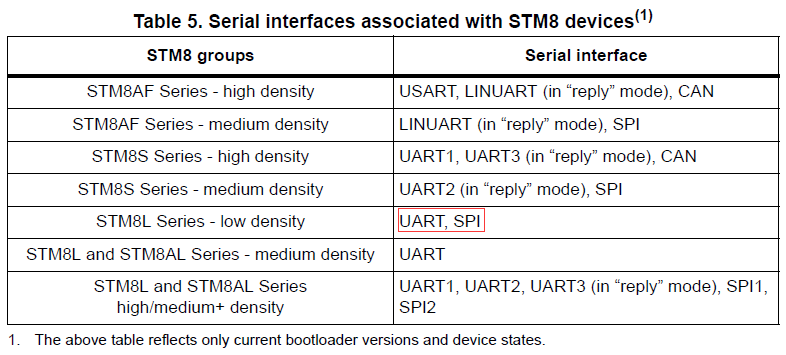 Table 5. Serial interfaces associated with STM8 devices(1)
STM8 groups Serial interface
STM8AF Series - high density USART, LINUART (in “reply” mode), CAN
STM8AF Series - medium density LINUART (in “reply” mode), SPI
STM8S Series - high density UART1, UART3 (in “reply” mode), CAN
STM8S Series - medium density UART2 (in “reply” mode), SPI
STM8L Series - low density UART, SPI
STM8L and STM8AL Series - medium density UART
STM8L and STM8AL Series
high/medium+ density
UART1, UART2, UART3 (in “reply” mode), SPI1,
SPI2
1. The above table reflects only current bootloader versions and device states.